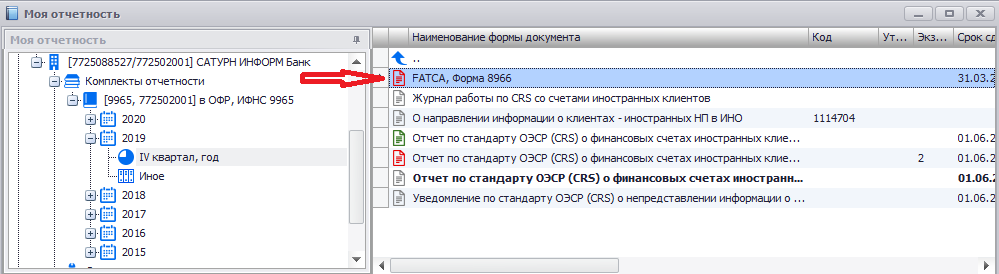 Моя отчетность
Моя отчетность
[7725088527/772502001] САТУРН ИНФОРМ Банк
Комплекты отчетности
[9965, 772502001] в ОФР, ИФНС 9965
2020
2019
IV квартал, год
Иное
2018
2017
2016
2015
Наименование формы документа Код Ут... Экз... Срок сд
..
FATCA, Форма 8966 31.03.2
Журнал работы по CRS со счетами иностранных клиентов
О направлении информации о клиентах - иностранных НП в ИНО 1114704
Отчет по стандарту ОЭСР (CRS) о финансовых счетах иностранных клие... 01.06.2
Отчет по стандарту ОЭСР (CRS) о финансовых счетах иностранных клие... 2 01.06.2
Отчет по стандарту ОЭСР (CRS) о финансовых счетах иностранн... 01.06.2
Уведомление по стандарту ОЭСР (CRS) о непредставлении информации о ... 01.06.2